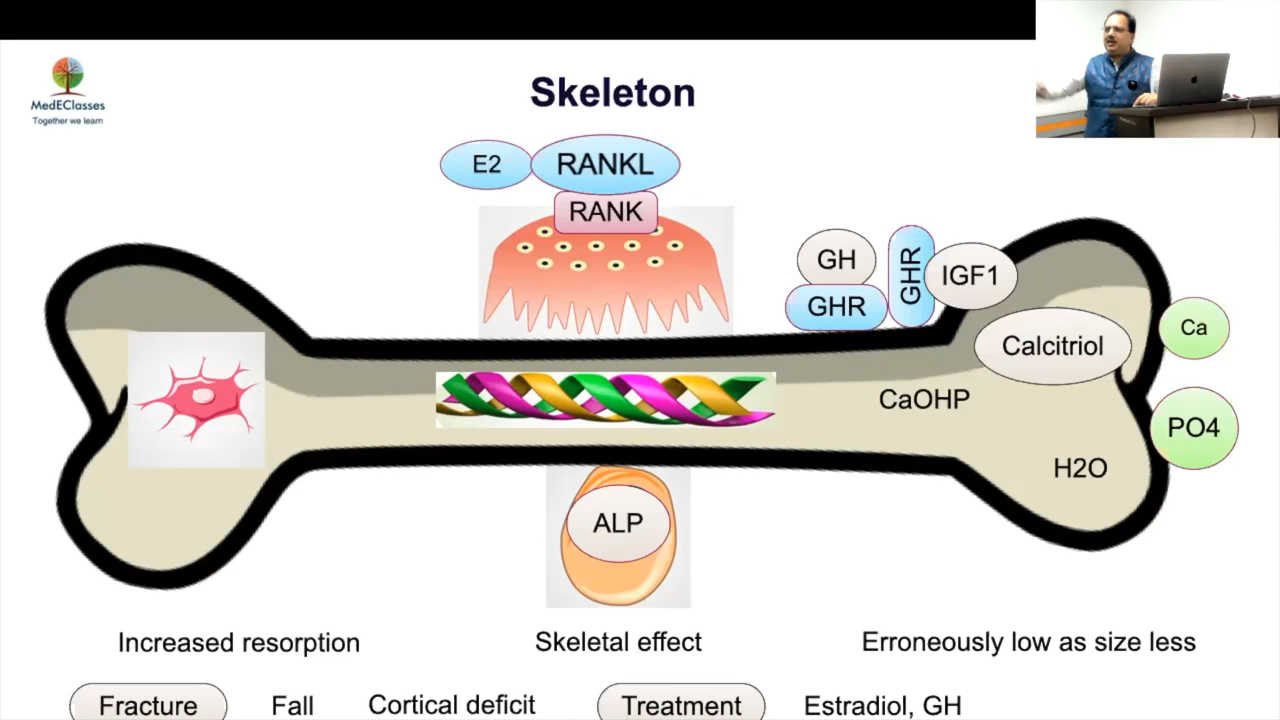 MedEClasses
Together we learn
Skeleton
E2
RANKL
RANK
GH
GHR
GHR
IGF1
Calcitriol
Ca
CaOHP
PO4
H2O
ALP
Increased resorption
Skeletal effect
Erroneously low as size less
Fracture
Fall
Cortical deficit
Treatment
Estradiol, GH